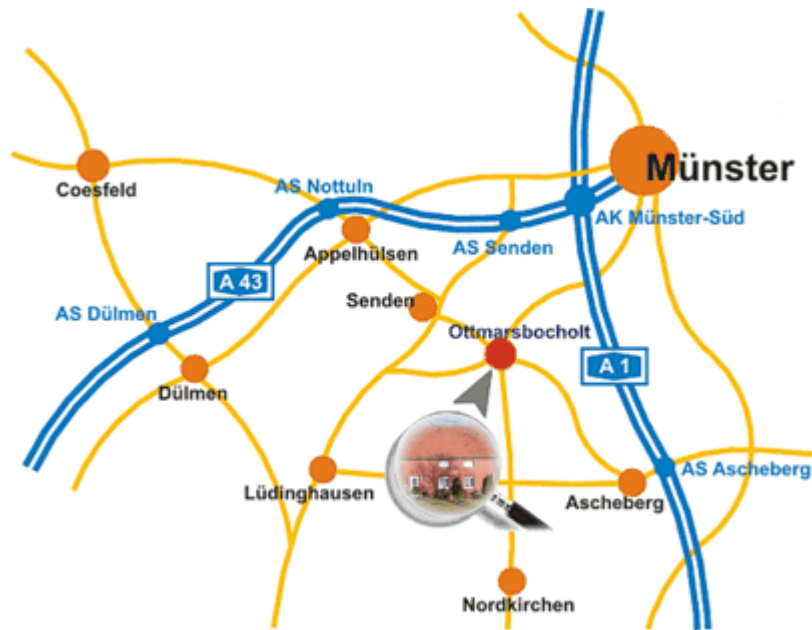 Münster
Coesfeld
AS Nottuln
AK Münster-Süd
Appelhülsen
AS Senden
A 43
Senden
AS Dülmen
Ottmarsbocholt
A 1
Dülmen
AS Ascheberg
Lüdinghausen
Ascheberg
Nordkirchen